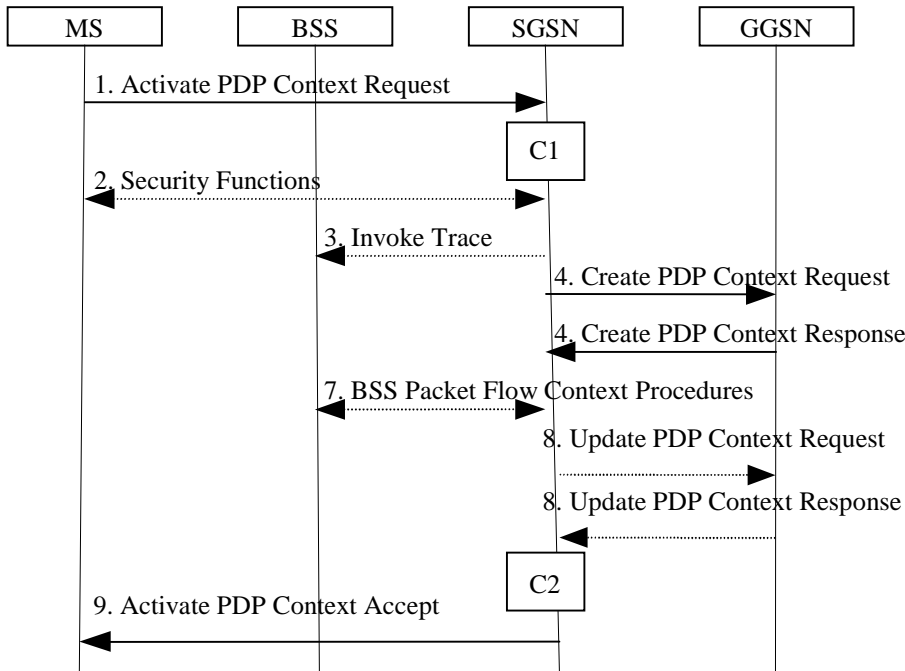 MS
BSS
SGSN
GGSN
1. Activate PDP Context Request
C1
2. Security Functions
3. Invoke Trace
4. Create PDP Context Request
4. Create PDP Context Response
7. BSS Packet Flow Context Procedures
8. Update PDP Context Request
8. Update PDP Context Response
C2
9. Activate PDP Context Accept